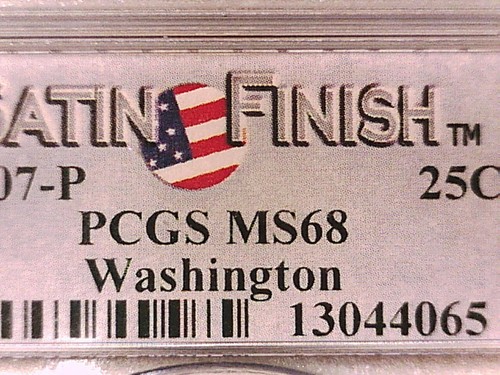 SATIN FINISH TM
07-P 25C
PCGS MS68
Washington
13044065